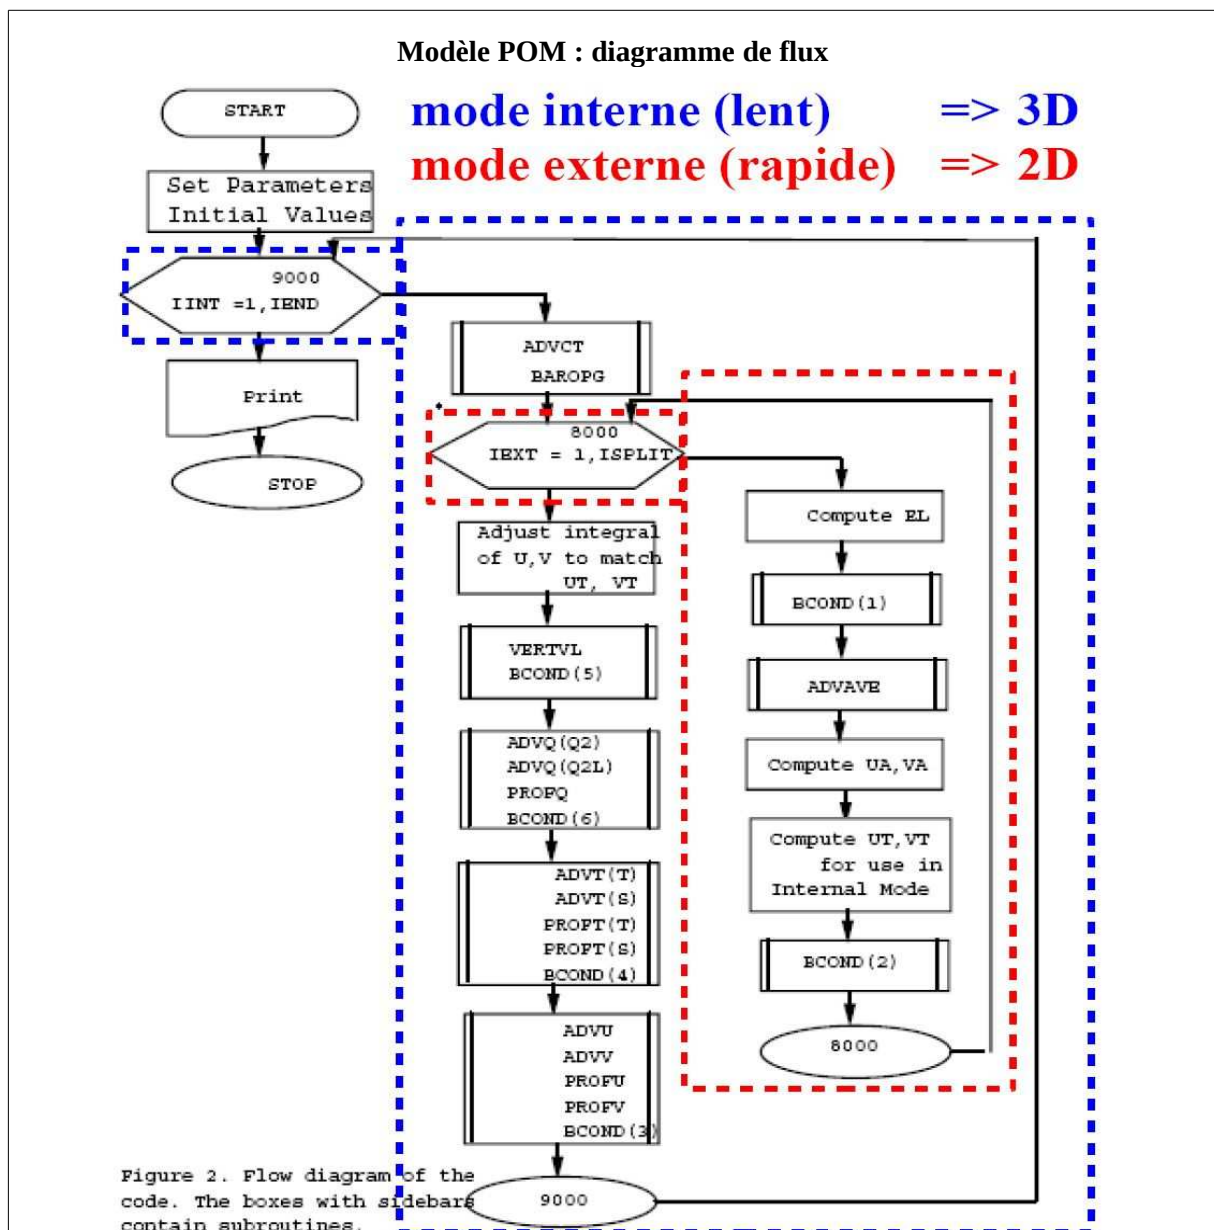 Modèle POM : diagramme de flux
mode interne (lent) => 3D
mode externe (rapide) => 2D
START
Set Parameters
Initial Values
9000
IINT =1,IEND
Print
STOP
ADVCT
BAROPG
8000
IEXT = 1,ISPLIT
Adjust integral
of U,V to match
UT, VT
VERTVL
BCOND(5)
ADVQ(Q2)
ADVQ(Q2L)
PROFQ
BCOND(6)
ADVT(T)
ADVT(S)
PROFT(T)
PROFT(S)
BCOND(4)
ADVU
ADVV
PROFU
PROFV
BCOND(3)
9000
Compute EL
BCOND(1)
ADVAVE
Compute UA,VA
Compute UT,VT
for use in
Internal Mode
BCOND(2)
8000
Figure 2. Flow diagram of the
code. The boxes with sidebars
contain subroutines.